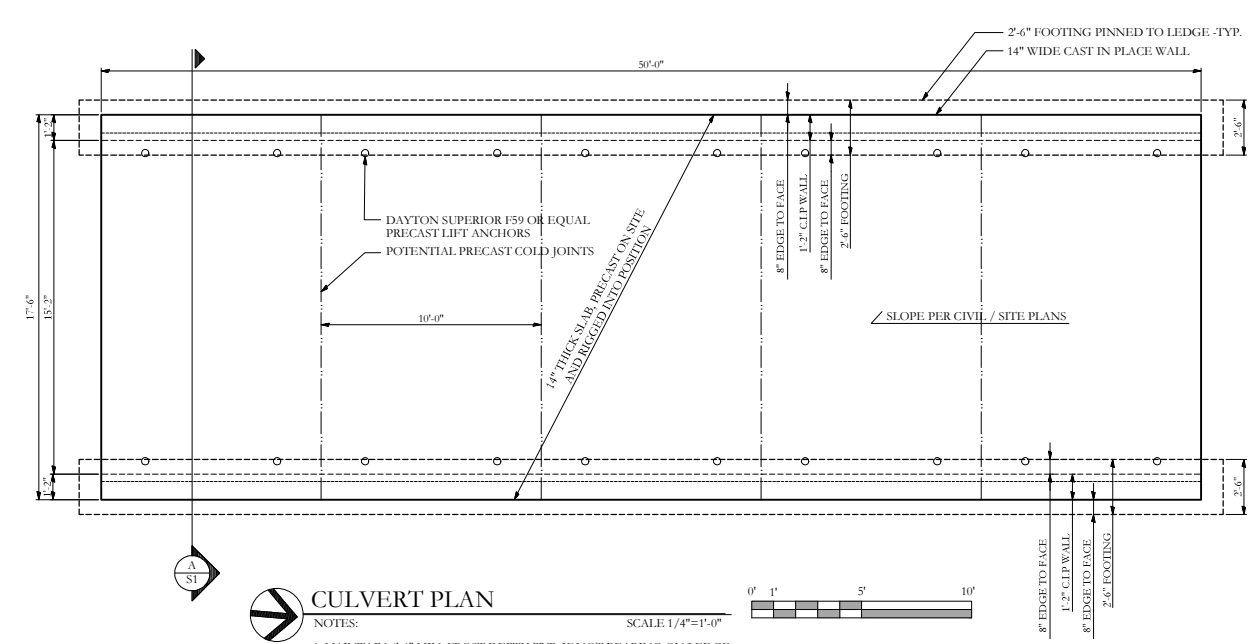 2'-6" FOOTING PINNED TO LEDGE -TYP.
14" WIDE CAST IN PLACE WALL
50'-0"
1'-2"
2'-6"
8" EDGE TO FACE
1'-2" C.I.P WALL
8" EDGE TO FACE
2'-6" FOOTING
DAYTON SUPERIOR F59 OR EQUAL
PRECAST LIFT ANCHORS
POTENTIAL PRECAST COLD JOINTS
14" THICK SLAB, PRECAST ON SITE
AND RIGGED INTO POSITION
17'-6"
15'-2"
10'-0"
SLOPE PER CIVIL / SITE PLANS
1'-2"
2'-6"
8" EDGE TO FACE
1'-2" C.I.P WALL
8" EDGE TO FACE
2'-6" FOOTING
A
S1
CULVERT PLAN
NOTES:
SCALE 1/4"=1'-0"
0' 1' 5' 10'